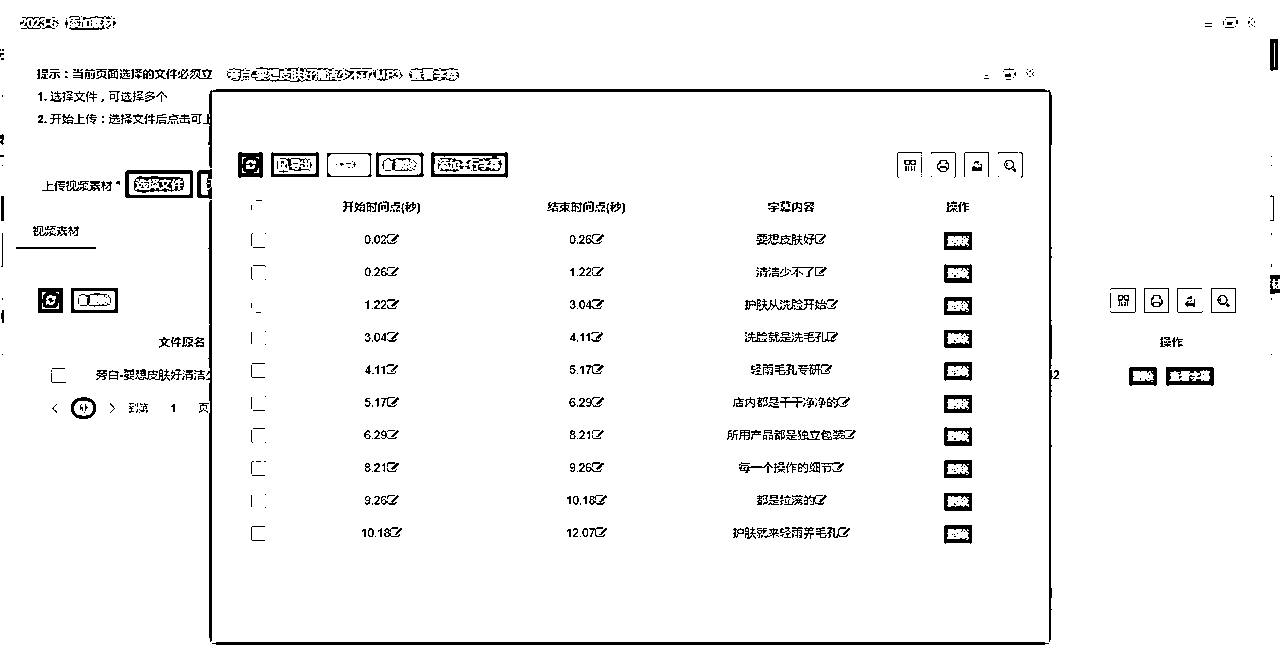 2023-6 添加素材
提示：当前页面选择的文件必须立
1. 选择文件，可选择多个
2. 开始上传：选择文件后点击可上
上传视频素材 * 选择文件
视频素材
删除
文件原名 操作
旁白-要想皮肤好清洁少 删除 查看字幕
到第 1 页
旁白-要想皮肤好清洁少不了.MP3 查看字幕
导出 删除 添加多行字幕
开始时间点(秒) 结束时间点(秒) 字幕内容 操作
0.02 0.26 要想皮肤好 删除
0.26 1.22 清洁少不了 删除
1.22 3.04 护肤从洗脸开始 删除
3.04 4.11 洗脸就是洗毛孔 删除
4.11 5.17 轻雨毛孔专研 删除
5.17 6.29 店内都是干干净净的 删除
6.29 8.21 所用产品都是独立包装 删除
8.21 9.26 每一个操作的细节 删除
9.26 10.18 都是拉满的 删除
10.18 12.07 护肤就来轻雨养毛孔 删除